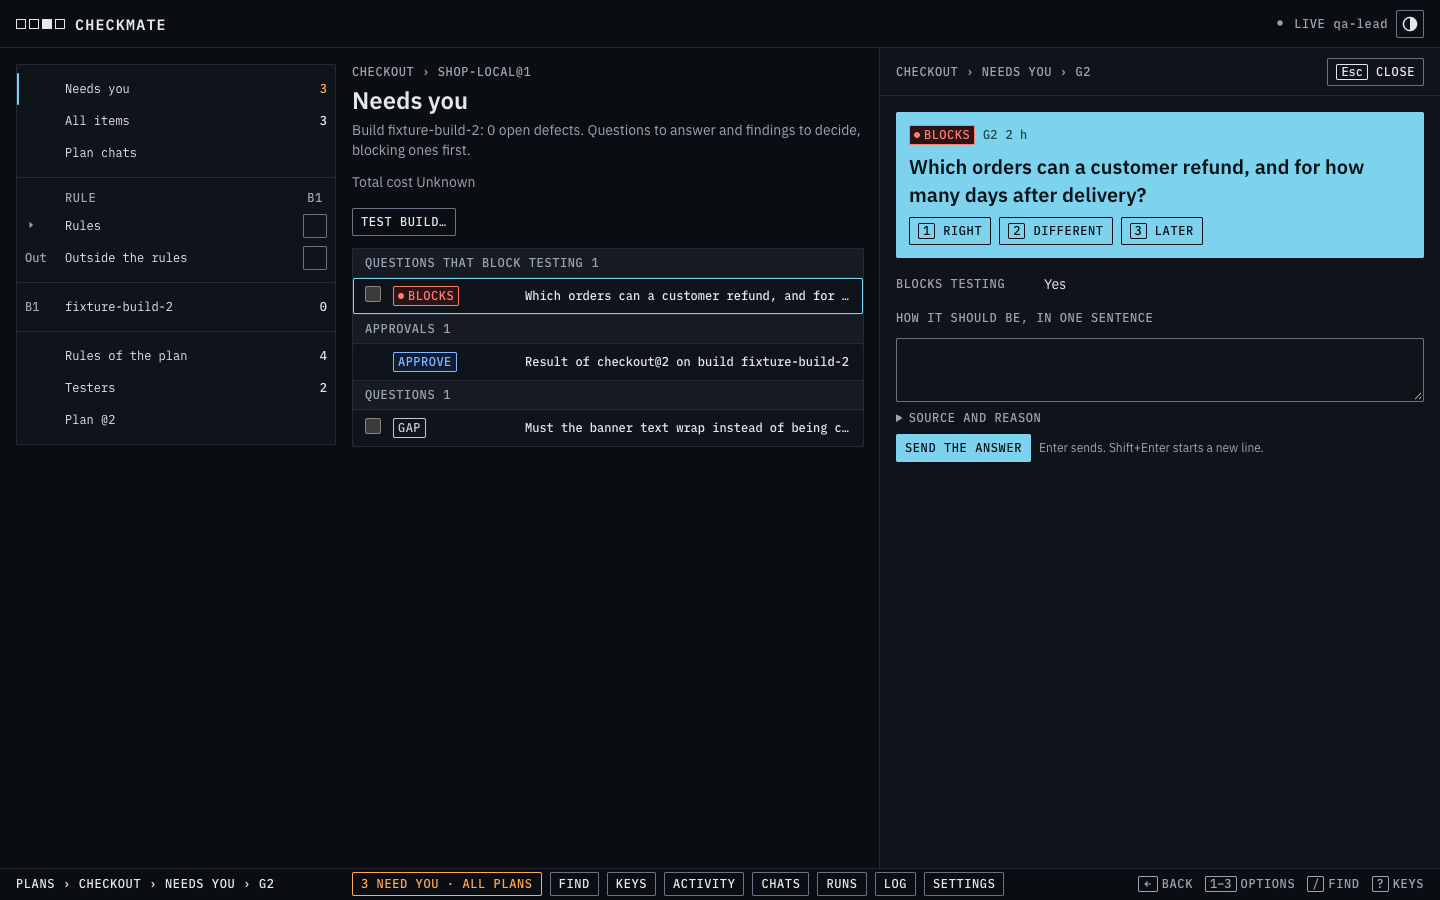 CHECKMATE
LIVE qa-lead
Needs you 3
All items 3
Plan chats
RULE B1
Rules
Out Outside the rules
B1 fixture-build-2 0
Rules of the plan 4
Testers 2
Plan @2
CHECKOUT › SHOP-LOCAL@1
Needs you
Build fixture-build-2: 0 open defects. Questions to answer and findings to decide,
blocking ones first.
Total cost Unknown
TEST BUILD…
QUESTIONS THAT BLOCK TESTING 1
BLOCKS Which orders can a customer refund, and for …
APPROVALS 1
APPROVE Result of checkout@2 on build fixture-build-2
QUESTIONS 1
GAP Must the banner text wrap instead of being c…
CHECKOUT › NEEDS YOU › G2
Esc CLOSE
BLOCKS G2 2 h
Which orders can a customer refund, and for how
many days after delivery?
1 RIGHT 2 DIFFERENT 3 LATER
BLOCKS TESTING Yes
HOW IT SHOULD BE, IN ONE SENTENCE
SOURCE AND REASON
SEND THE ANSWER Enter sends. Shift+Enter starts a new line.
PLANS › CHECKOUT › NEEDS YOU › G2
3 NEED YOU · ALL PLANS FIND KEYS ACTIVITY CHATS RUNS LOG SETTINGS
← BACK 1–3 OPTIONS / FIND ? KEYS